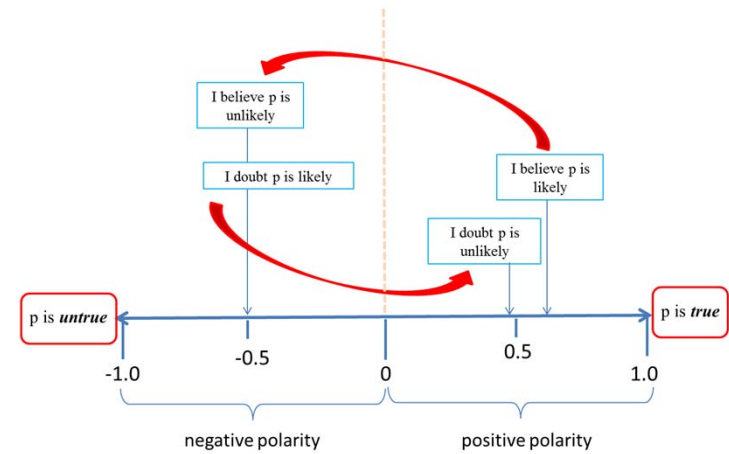 I believe p is
unlikely
I doubt p is likely
I believe p is
likely
I doubt p is
unlikely
p is untrue
p is true
-1.0
-0.5
0
0.5
1.0
negative polarity
positive polarity